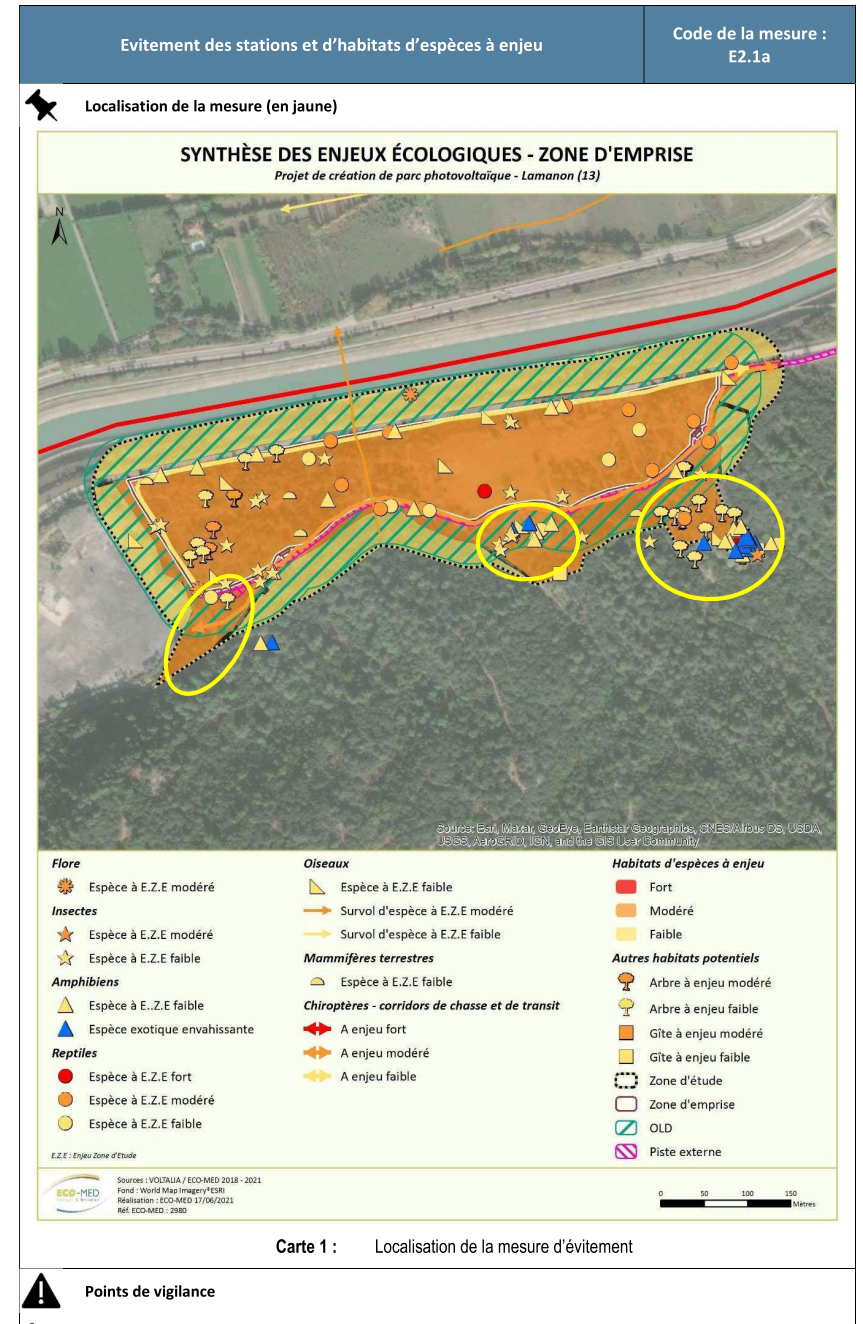 Evitement des stations et d'habitats d'espèces à enjeu
Code de la mesure :
E2.1a
Localisation de la mesure (en jaune)
SYNTHÈSE DES ENJEUX ÉCOLOGIQUES - ZONE D'EMPRISE
Projet de création de parc photovoltaïque - Lamanon (13)
N
Source: Esri, Maxar, GeoEye, Earthstar Geographics, CNES/Airbus DS, USDA,
USGS, AeroGRID, IGN, and the GIS User Community
Flore
Espèce à E.Z.E modéré
Insectes
Espèce à E.Z.E modéré
Espèce à E.Z.E faible
Amphibiens
Espèce à E..Z.E faible
Espèce exotique envahissante
Reptiles
Espèce à E.Z.E fort
Espèce à E.Z.E modéré
Espèce à E.Z.E faible
E.Z.E : Enjeu Zone d'Etude
Oiseaux
Espèce à E.Z.E faible
Survol d'espèce à E.Z.E modéré
Survol d'espèce à E.Z.E faible
Mammifères terrestres
Espèce à E.Z.E faible
Chiroptères - corridors de chasse et de transit
A enjeu fort
A enjeu modéré
A enjeu faible
Habitats d'espèces à enjeu
Fort
Modéré
Faible
Autres habitats potentiels
Arbre à enjeu modéré
Arbre à enjeu faible
Gîte à enjeu modéré
Gîte à enjeu faible
Zone d'étude
Zone d'emprise
OLD
Piste externe
ECO-MED
Sources : VOLTALIA / ECO-MED 2018 - 2021
Fond : World Map Imagery®ESRI
Réalisation : ECO-MED 17/06/2021
Réf. ECO-MED : 2980
0 50 100 150
Mètres
Carte 1 : Localisation de la mesure d'évitement
Points de vigilance